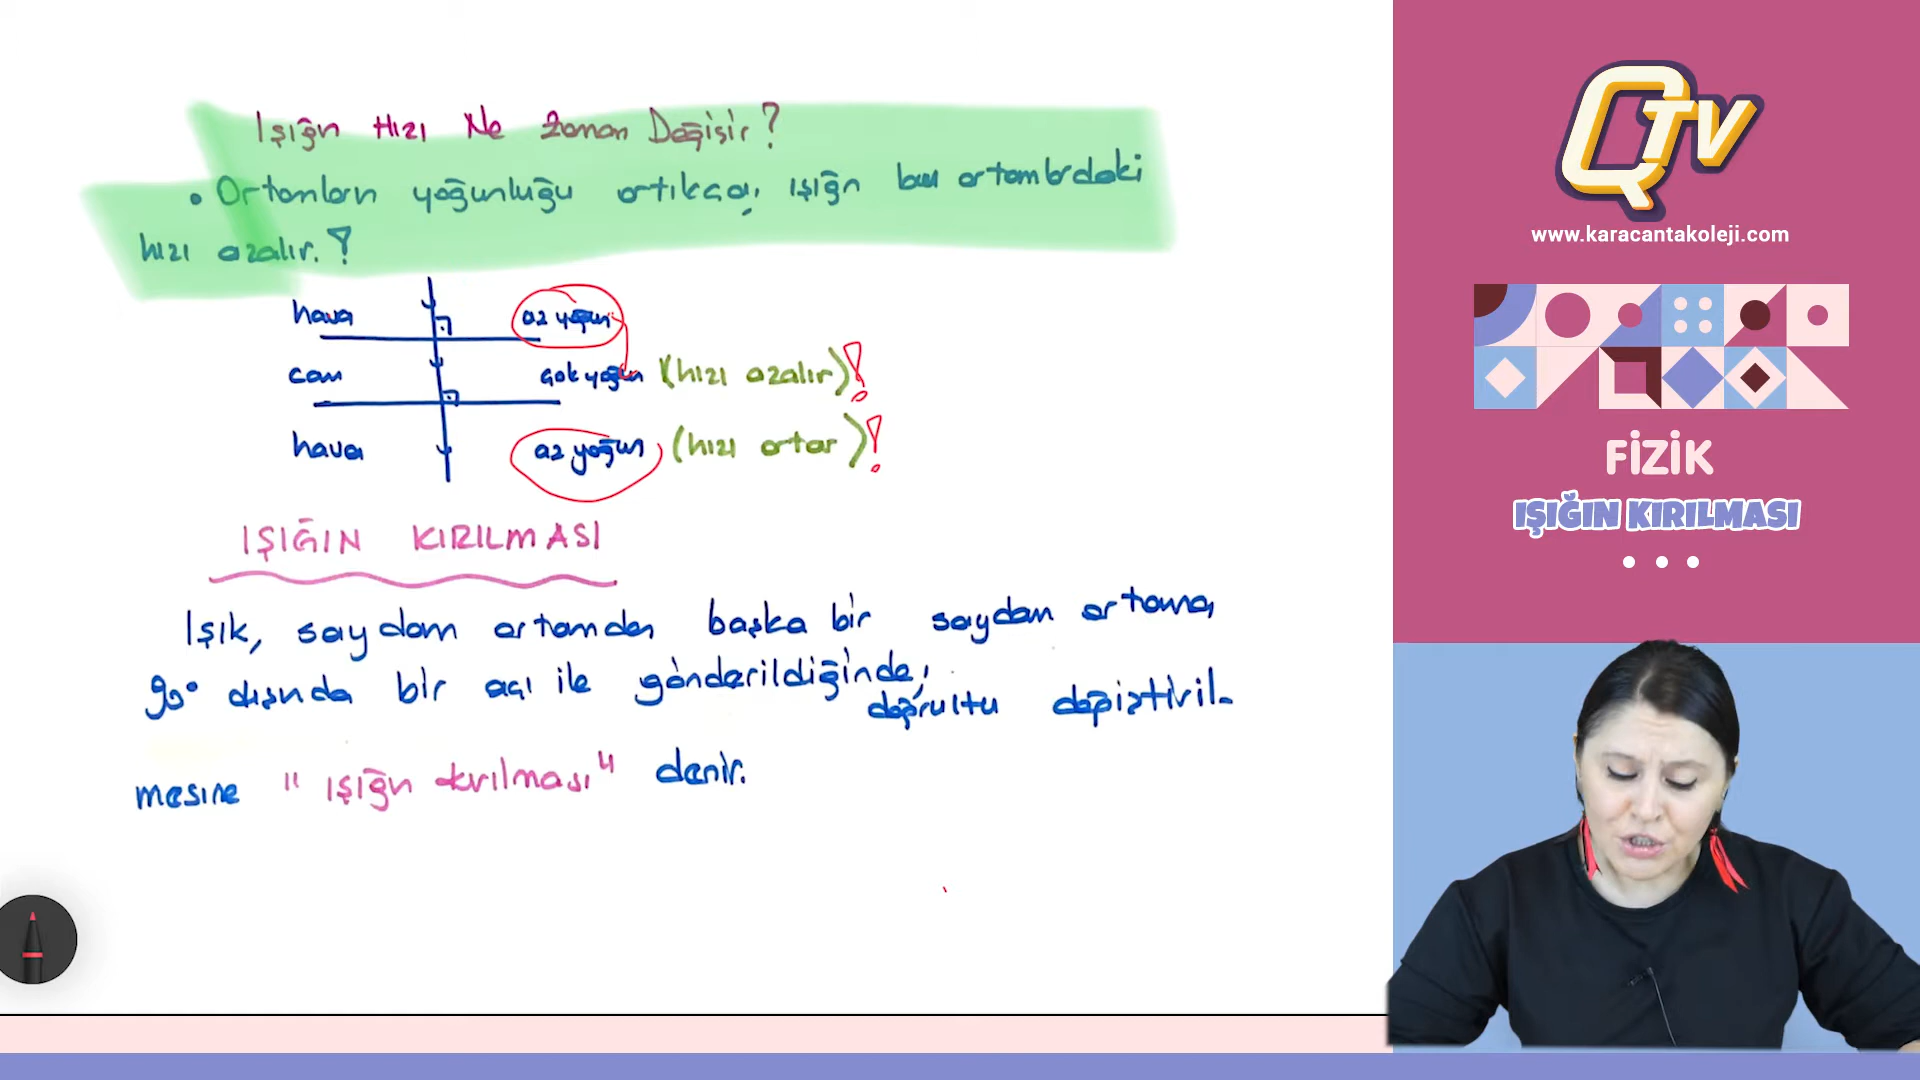 Işığın Hızı Ne Zaman Değişir?
• Ortamların yoğunluğu arttıkça, ışığın bu ortamlardaki
hızı azalır. !
hava az yoğun
cam çok yoğun (hızı azalır)!
hava az yoğun (hızı artar)!
IŞIĞIN KIRILMASI
Işık, saydam ortamdan başka bir saydam ortama,
90° dışında bir açı ile gönderildiğinde,
doğrultu değiştiril-
mesine "ışığın kırılması" denir.
QTV
www.karacantakoleji.com
FİZİK
IŞIĞIN KIRILMASI